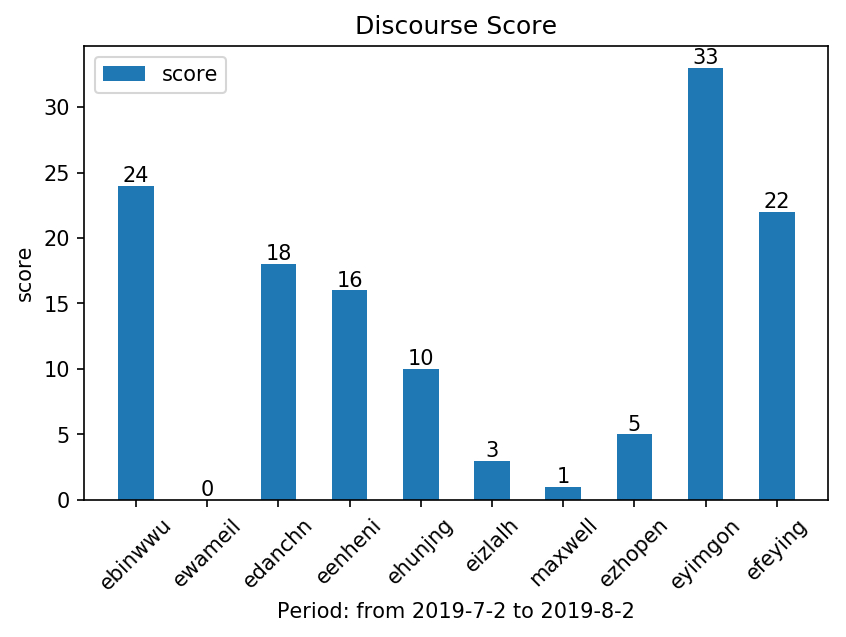 Discourse Score
score
33
30
25
24
22
20
18
16
15
10
10
5
5
3
1
0
0
score
ebinwwu
ewameil
edanchn
eenheni
ehunjng
eizlalh
maxwell
ezhopen
eyimgon
efeying
Period: from 2019-7-2 to 2019-8-2